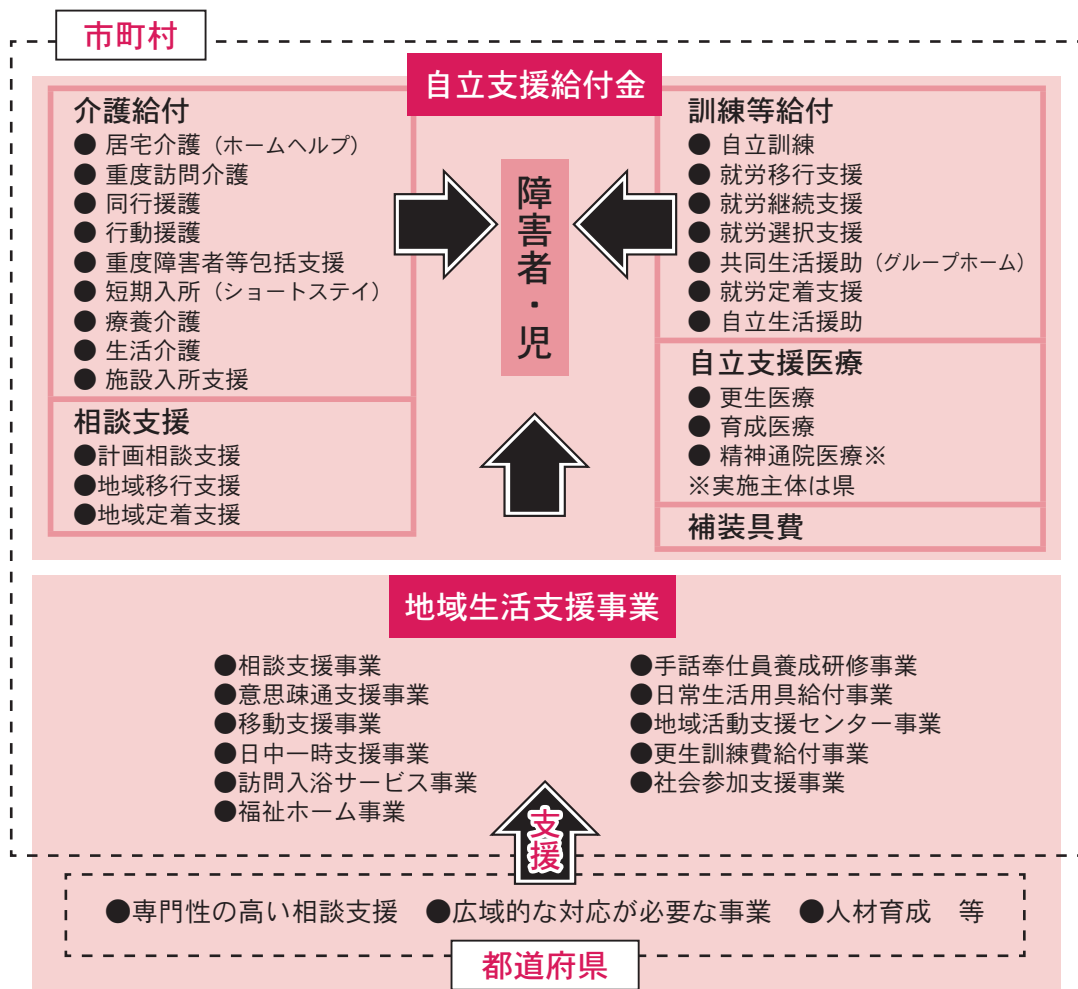 市町村
自立支援給付金
介護給付
● 居宅介護（ホームヘルプ）
● 重度訪問介護
● 同行援護
● 行動援護
● 重度障害者等包括支援
● 短期入所（ショートステイ）
● 療養介護
● 生活介護
● 施設入所支援
相談支援
●計画相談支援
●地域移行支援
●地域定着支援
障害者・児
訓練等給付
● 自立訓練
● 就労移行支援
● 就労継続支援
● 就労選択支援
● 共同生活援助（グループホーム）
● 就労定着支援
● 自立生活援助
自立支援医療
● 更生医療
● 育成医療
● 精神通院医療※
※実施主体は県
補装具費
地域生活支援事業
●相談支援事業
●意思疎通支援事業
●移動支援事業
●日中一時支援事業
●訪問入浴サービス事業
●福祉ホーム事業
●手話奉仕員養成研修事業
●日常生活用具給付事業
●地域活動支援センター事業
●更生訓練費給付事業
●社会参加支援事業
支援
●専門性の高い相談支援　●広域的な対応が必要な事業　●人材育成　等
都道府県